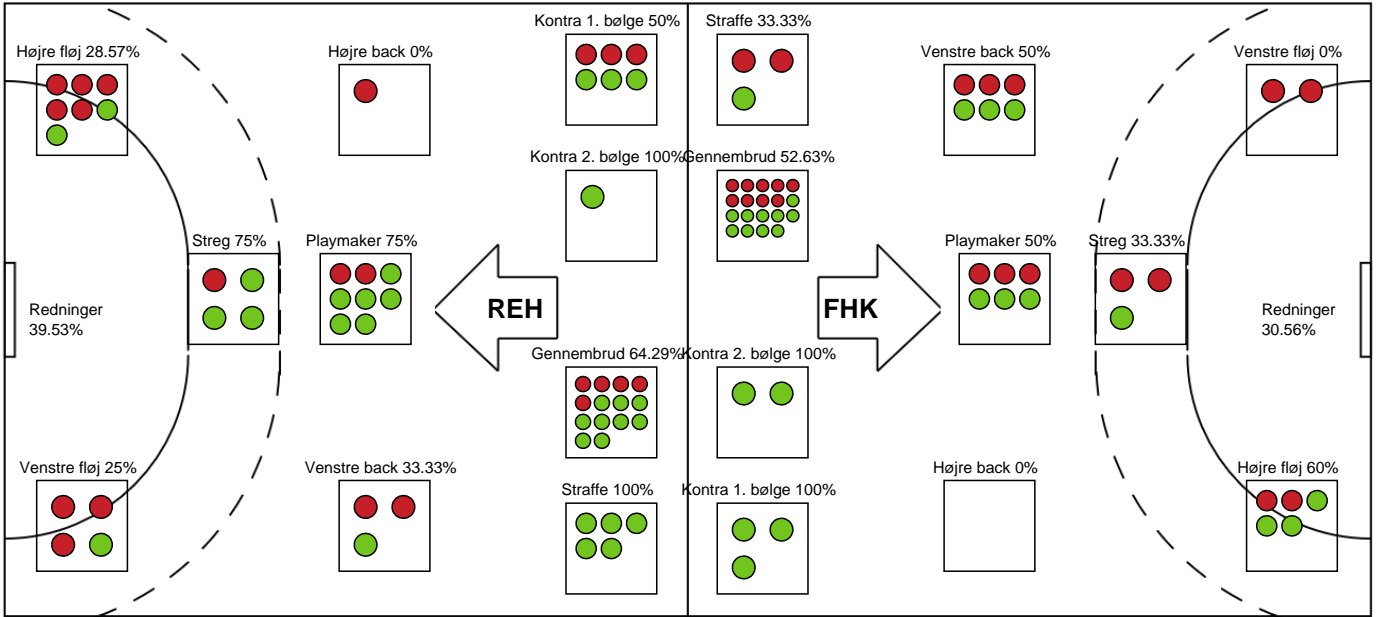 Kontra 1. bølge 50%
Straffe 33.33%
Højre fløj 28.57%
Højre back 0%
Venstre back 50%
Venstre fløj 0%
Kontra 2. bølge 100%
Gennembrud 52.63%
Streg 75%
Playmaker 75%
Playmaker 50%
Streg 33.33%
Redninger
39.53%
REH
FHK
Redninger
30.56%
Gennembrud 64.29%
Kontra 2. bølge 100%
Venstre fløj 25%
Venstre back 33.33%
Højre back 0%
Højre fløj 60%
Straffe 100%
Kontra 1. bølge 100%